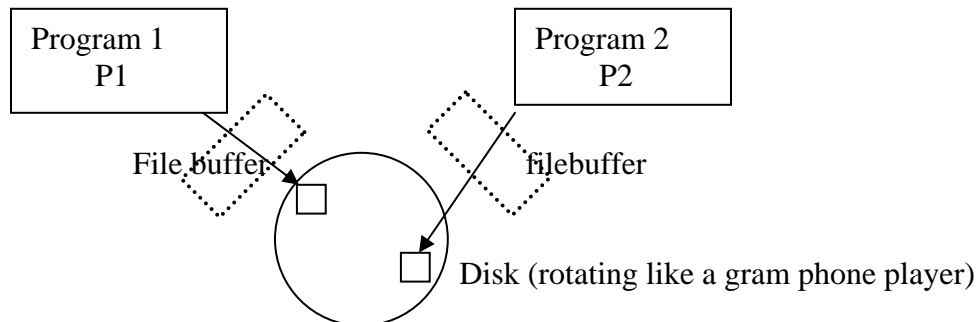 Program 1
P1
Program 2
P2
File buffer
filebuffer
Disk (rotating like a gram phone player)